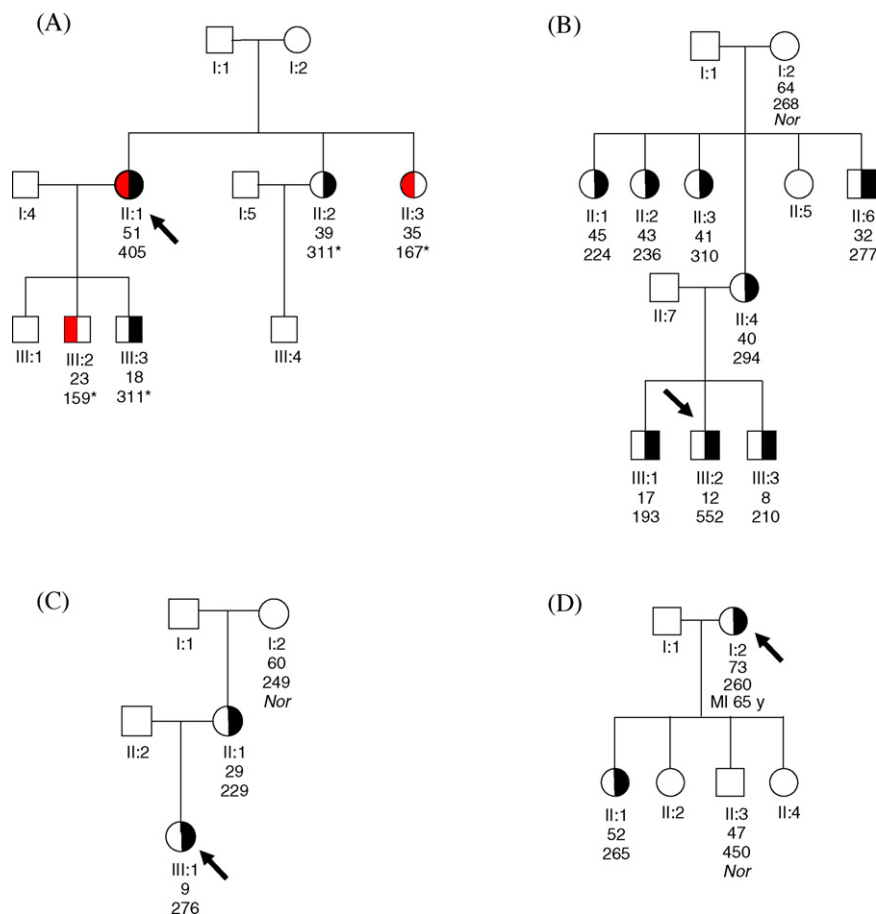 (A)
I:1
I:2
I:4
II:1
51
405
I:5
II:2
39
311*
II:3
35
167*
III:1
III:2
23
159*
III:3
18
311*
III:4
(B)
I:1
I:2
64
268
Nor
II:1
45
224
II:2
43
236
II:3
41
310
II:5
II:6
32
277
II:7
II:4
40
294
III:1
17
193
III:2
12
552
III:3
8
210
(C)
I:1
I:2
60
249
Nor
II:2
II:1
29
229
III:1
9
276
(D)
I:1
I:2
73
260
MI 65 y
II:1
52
265
II:2
II:3
47
450
Nor
II:4